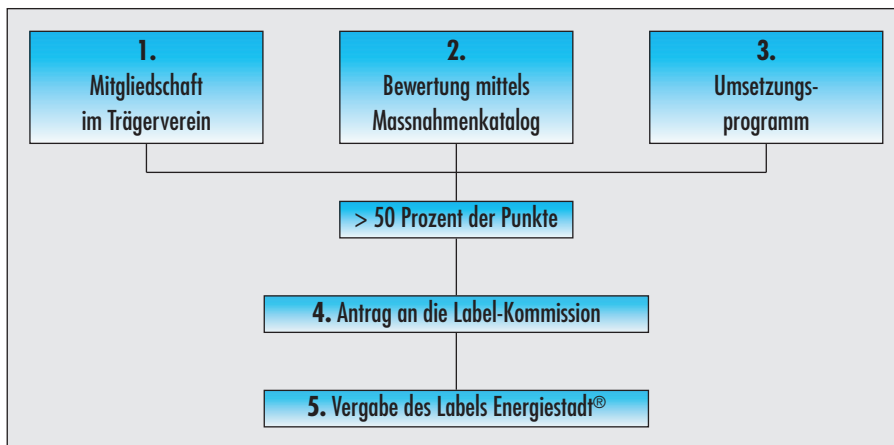 1.
Mitgliedschaft
im Trägerverein
2.
Bewertung mittels
Massnahmenkatalog
3.
Umsetzungs-
programm
> 50 Prozent der Punkte
4. Antrag an die Label-Kommission
5. Vergabe des Labels Energiestadt®